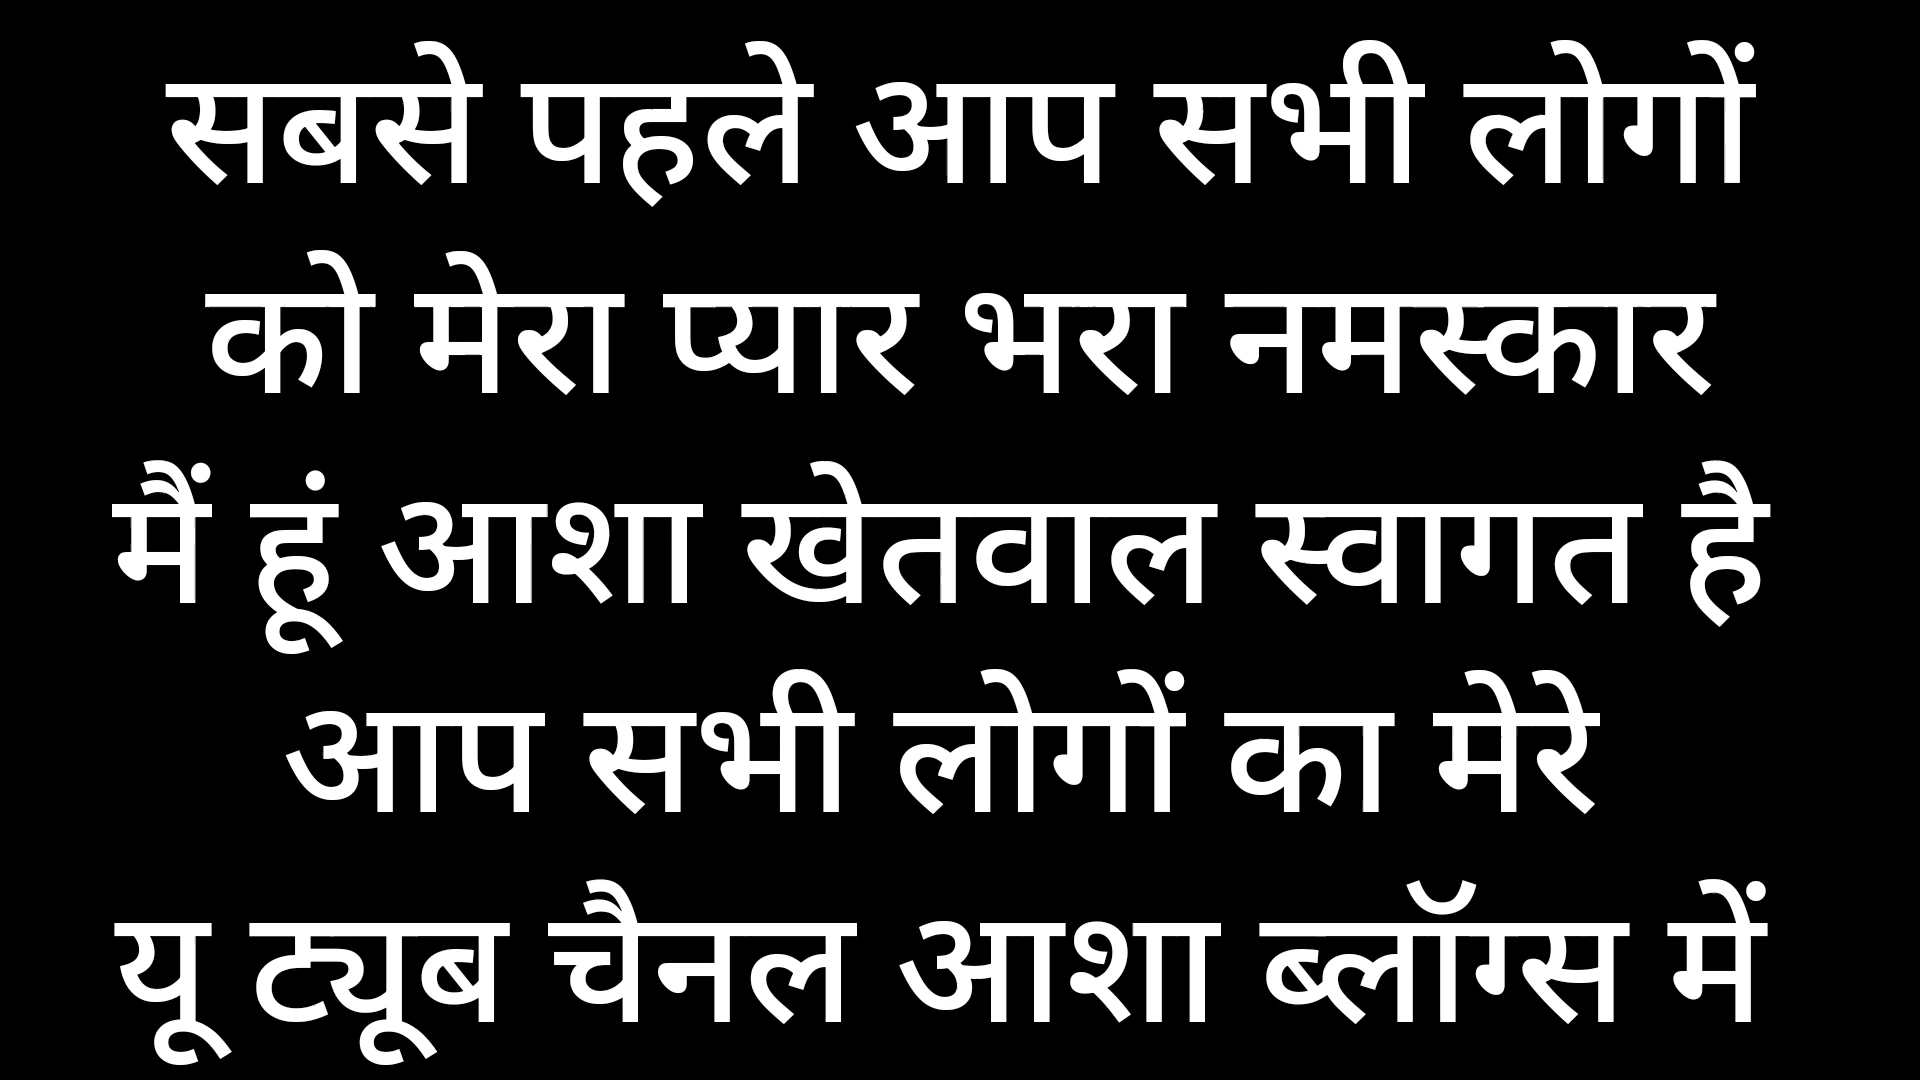 सबसे पहले आप सभी लोगों
को मेरा प्यार भरा नमस्कार
मैं हूं आशा खेतवाल स्वागत है
आप सभी लोगों का मेरे
यू ट्यूब चैनल आशा ब्लॉग्स में